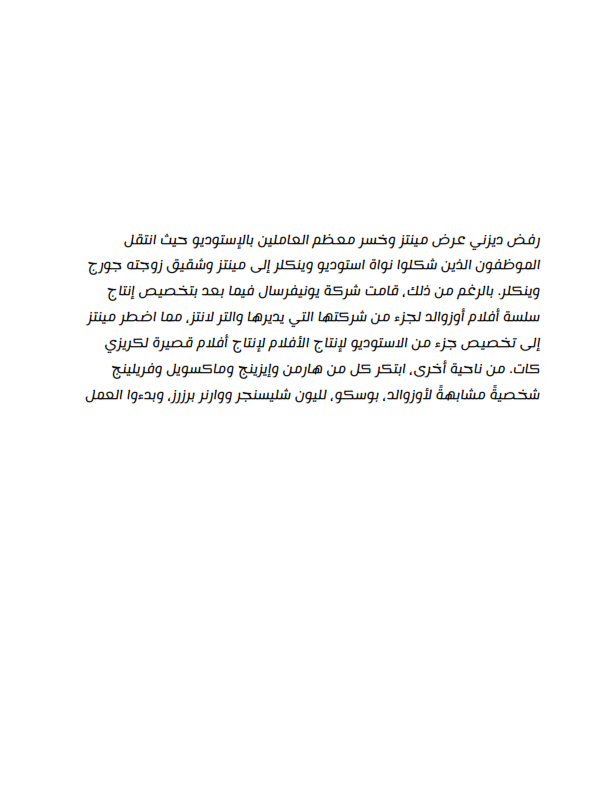 رفض ديزني عرض مينتز وخسر معظم العاملين بالإستوديو حيث انتقل
الموظفون الذين شكلوا نواة استوديو وينكلر إلى مينتز وشقيق زوجته جورج
وينكلر. بالرغم من ذلك، قامت شركة يونيفرسال فيما بعد بتخصيص إنتاج
سلسة أفلام أوزوالد لجزء من شركتها التي يديرها والتر لانتز، مما اضطر مينتز
إلى تخصيص جزء من الاستوديو لإنتاج الأفلام لإنتاج أفلام قصيرة لكريزي
كات. من ناحية أخرى، ابتكر كل من هارمن وإيزينج وماكسويل وفريلينج
شخصيةً مشابهةً لأوزوالد، بوسكو، لليون شليسنجر ووارنر برزرز، وبدءوا العمل